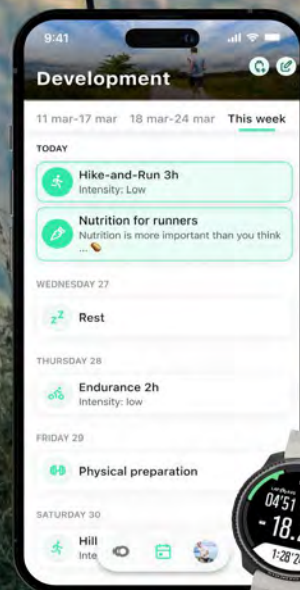 9:41
Development
11 mar-17 mar 18 mar-24 mar This week
TODAY
Hike-and-Run 3h
Intensity: Low
Nutrition for runners
Nutrition is more important than you think
...
WEDNESDAY 27
Rest
THURSDAY 28
Endurance 2h
Intensity: low
FRIDAY 29
Physical preparation
SATURDAY 30
Hill
Inte
04'51
1:28'2